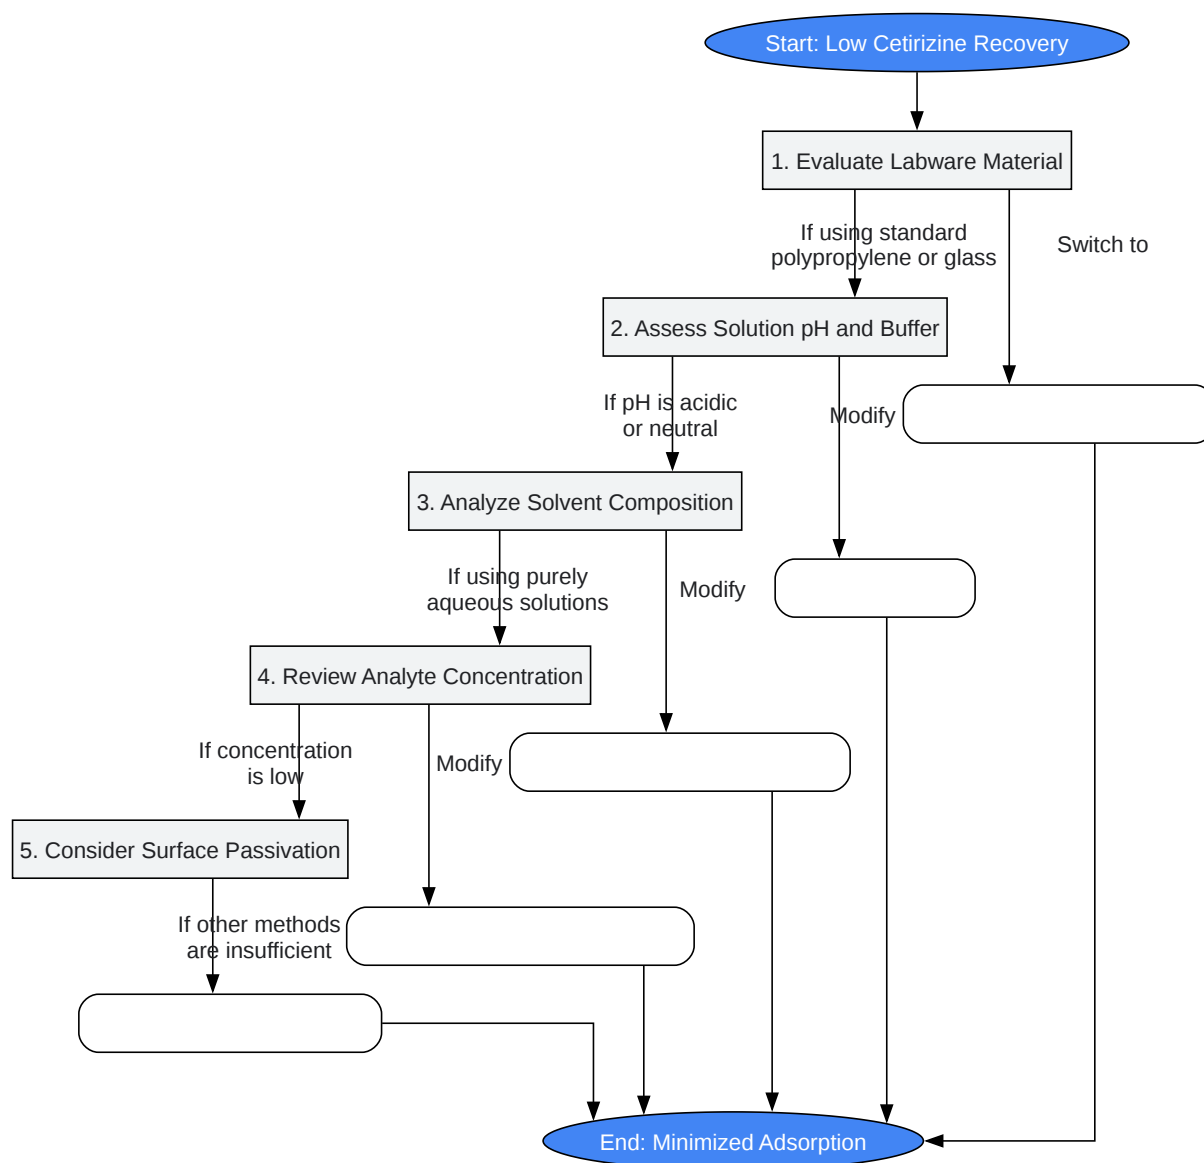 Start: Low Cetirizine Recovery
1. Evaluate Labware Material
If using standard
polypropylene or glass
Switch to
2. Assess Solution pH and Buffer
If pH is acidic
or neutral
Modify
3. Analyze Solvent Composition
If using purely
aqueous solutions
Modify
4. Review Analyte Concentration
If concentration
is low
Modify
5. Consider Surface Passivation
If other methods
are insufficient
End: Minimized Adsorption